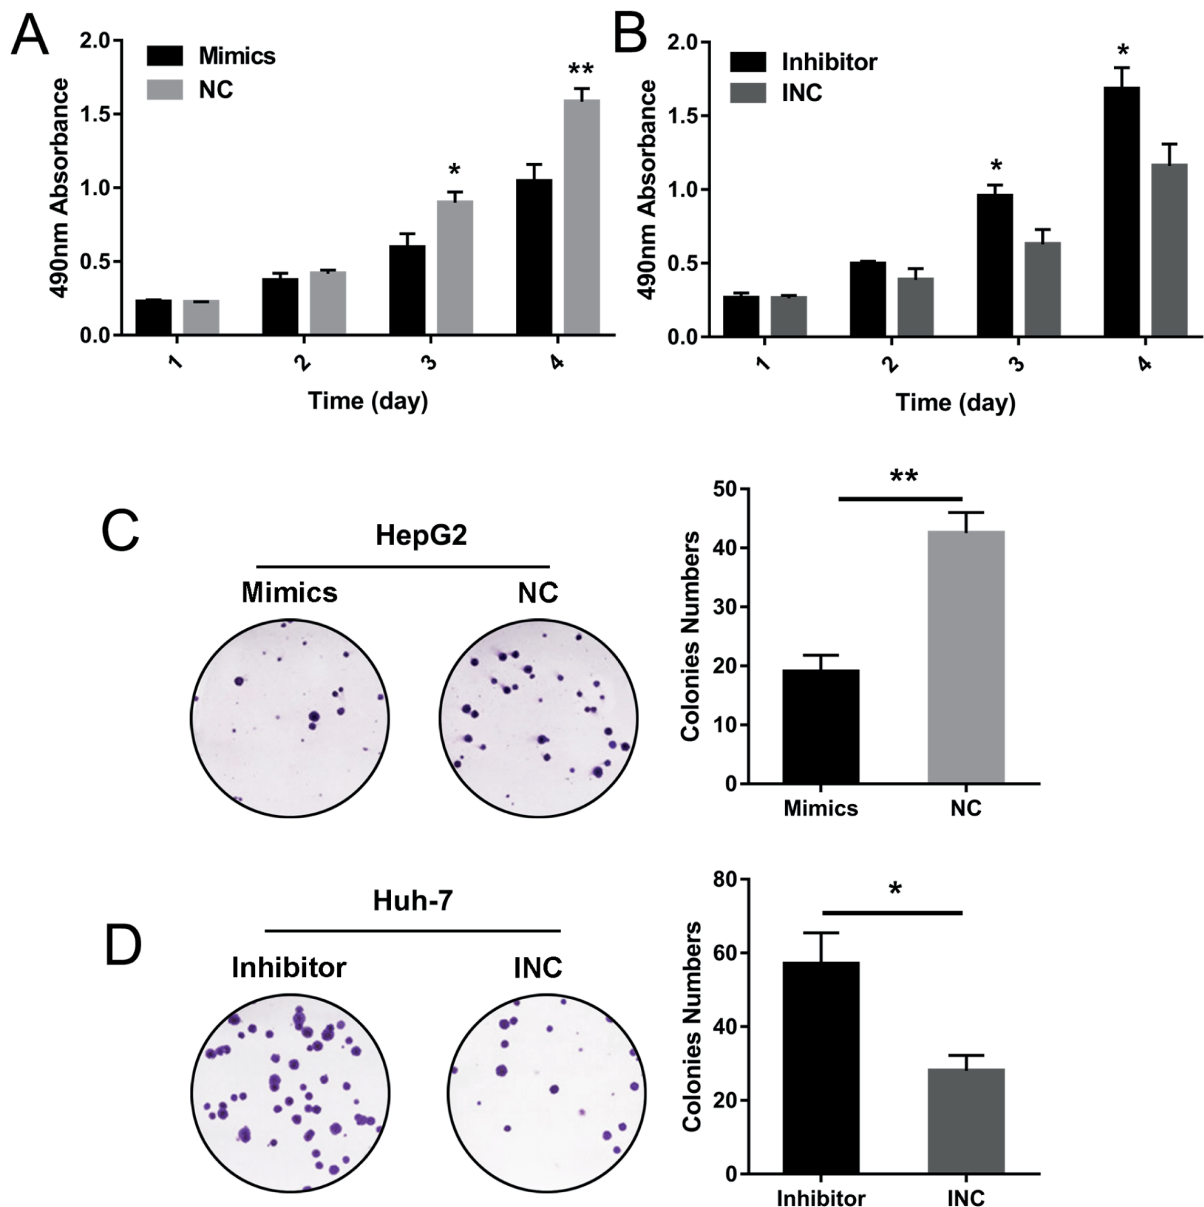 A
2.0
1.5
1.0
0.5
0.0
490nm Absorbance
Mimics
NC
*
**
1
2
3
4
Time (day)
B
2.0
1.5
1.0
0.5
0.0
490nm Absorbance
Inhibitor
INC
*
*
1
2
3
4
Time (day)
C
HepG2
Mimics
NC
**
50
40
30
20
10
0
Colonies Numbers
Mimics
NC
D
Huh-7
Inhibitor
INC
*
80
60
40
20
0
Colonies Numbers
Inhibitor
INC